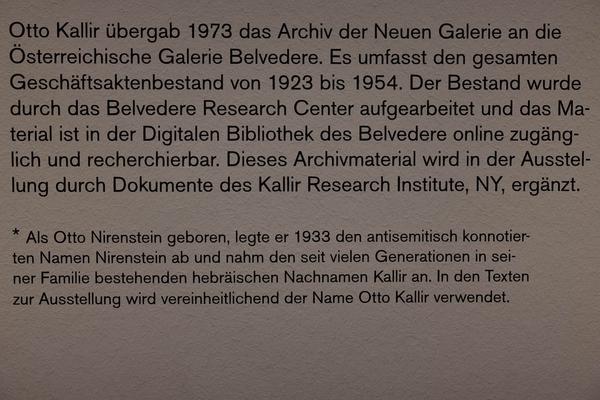 Otto Kallir übergab 1973 das Archiv der Neuen Galerie an die
Österreichische Galerie Belvedere. Es umfasst den gesamten
Geschäftsaktenbestand von 1923 bis 1954. Der Bestand wurde
durch das Belvedere Research Center aufgearbeitet und das Ma-
terial ist in der Digitalen Bibliothek des Belvedere online zugäng-
lich und recherchierbar. Dieses Archivmaterial wird in der Ausstel-
lung durch Dokumente des Kallir Research Institute, NY, ergänzt.
* Als Otto Nirenstein geboren, legte er 1933 den antisemitisch konnotier-
ten Namen Nirenstein ab und nahm den seit vielen Generationen in sei-
ner Familie bestehenden hebräischen Nachnamen Kallir an. In den Texten
zur Ausstellung wird vereinheitlichend der Name Otto Kallir verwendet.